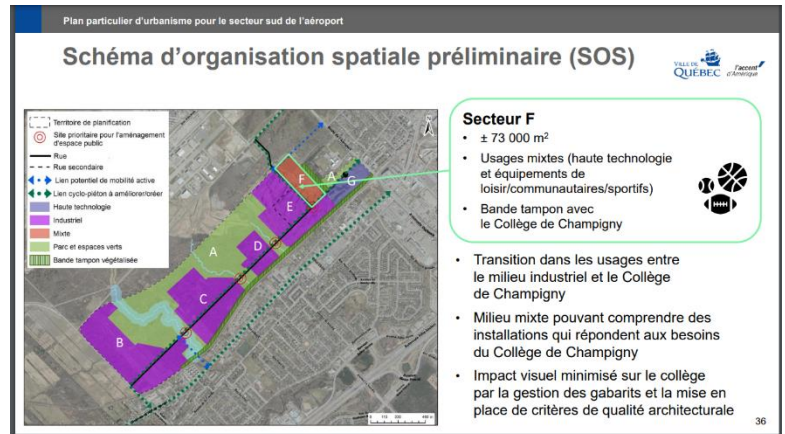 Plan particulier d'urbanisme pour le secteur sud de l'aéroport
Schéma d'organisation spatiale préliminaire (SOS)
VILLE DE
QUÉBEC
l'accent
d'Amérique
Territoire de planification
Site prioritaire pour l'aménagement
d'espace public
Rue
Rue secondaire
Lien potentiel de mobilité active
Lien cyclo-piéton à améliorer/créer
Haute technologie
Industriel
Mixte
Parc et espaces verts
Bande tampon végétalisée
F
A
G
E
D
A
C
B
Secteur F
• ± 73 000 m²
• Usages mixtes (haute technologie
et équipements de
loisir/communautaires/sportifs)
• Bande tampon avec
le Collège de Champigny
• Transition dans les usages entre
le milieu industriel et le Collège
de Champigny
• Milieu mixte pouvant comprendre des
installations qui répondent aux besoins
du Collège de Champigny
• Impact visuel minimisé sur le collège
par la gestion des gabarits et la mise en
place de critères de qualité architecturale
36